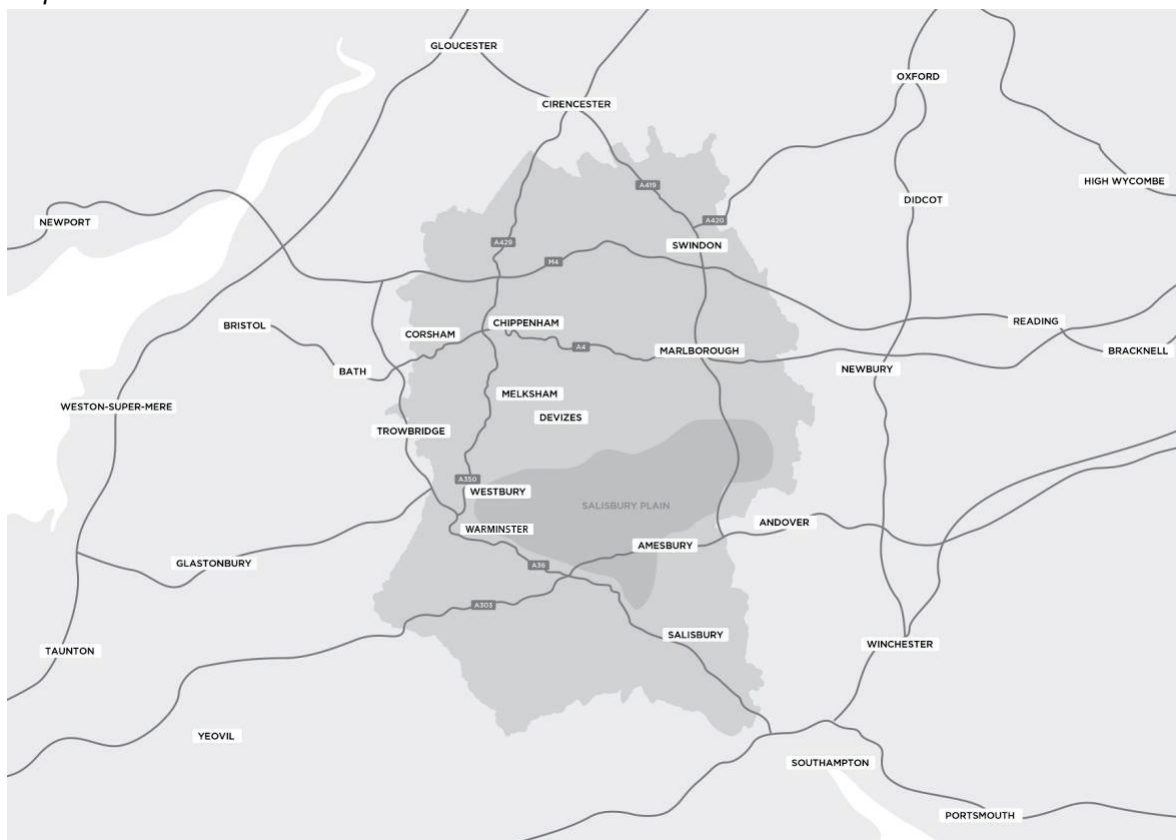 GLOUCESTER
OXFORD
CIRENCESTER
HIGH WYCOMBE
A419
DIDCOT
NEWPORT
A420
A429
SWINDON
M4
READING
BRISTOL
CHIPPENHAM
CORSHAM
A4
MARLBOROUGH
BRACKNELL
BATH
NEWBURY
MELKSHAM
WESTON-SUPER-MARE
DEVIZES
TROWBRIDGE
A350
WESTBURY
SALISBURY PLAIN
ANDOVER
WARMINSTER
AMESBURY
GLASTONBURY
A36
A303
SALISBURY
WINCHESTER
TAUNTON
YEOVIL
SOUTHAMPTON
PORTSMOUTH